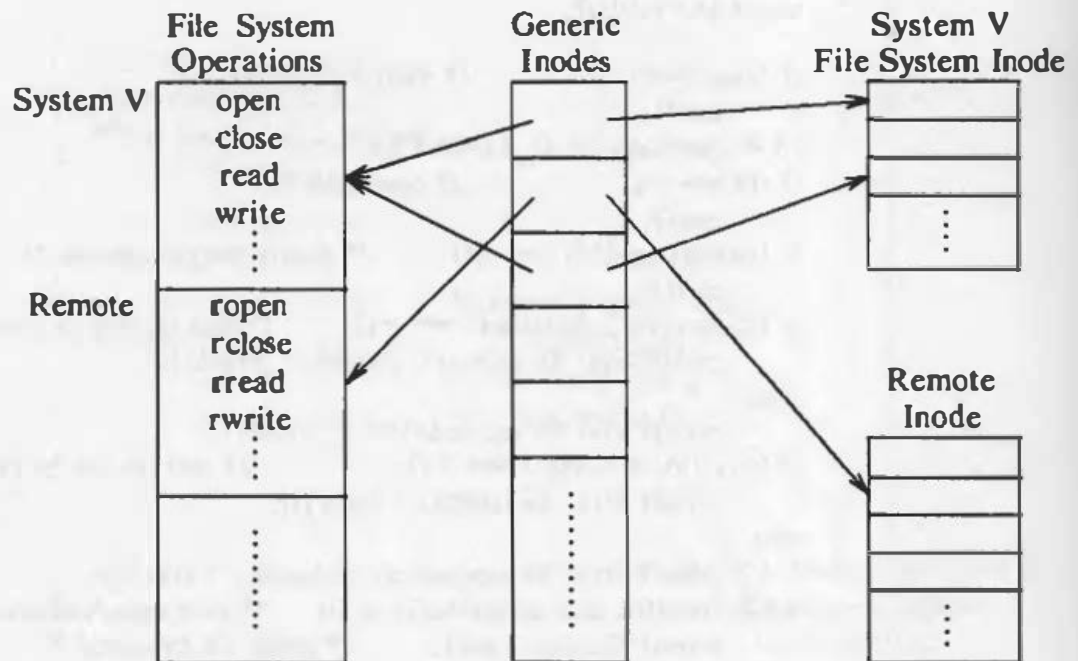 File System
Operations
Generic
Inodes
System V
File System Inode
System V
open
close
read
write
Remote
ropen
rclose
rread
rwrite
Remote
Inode